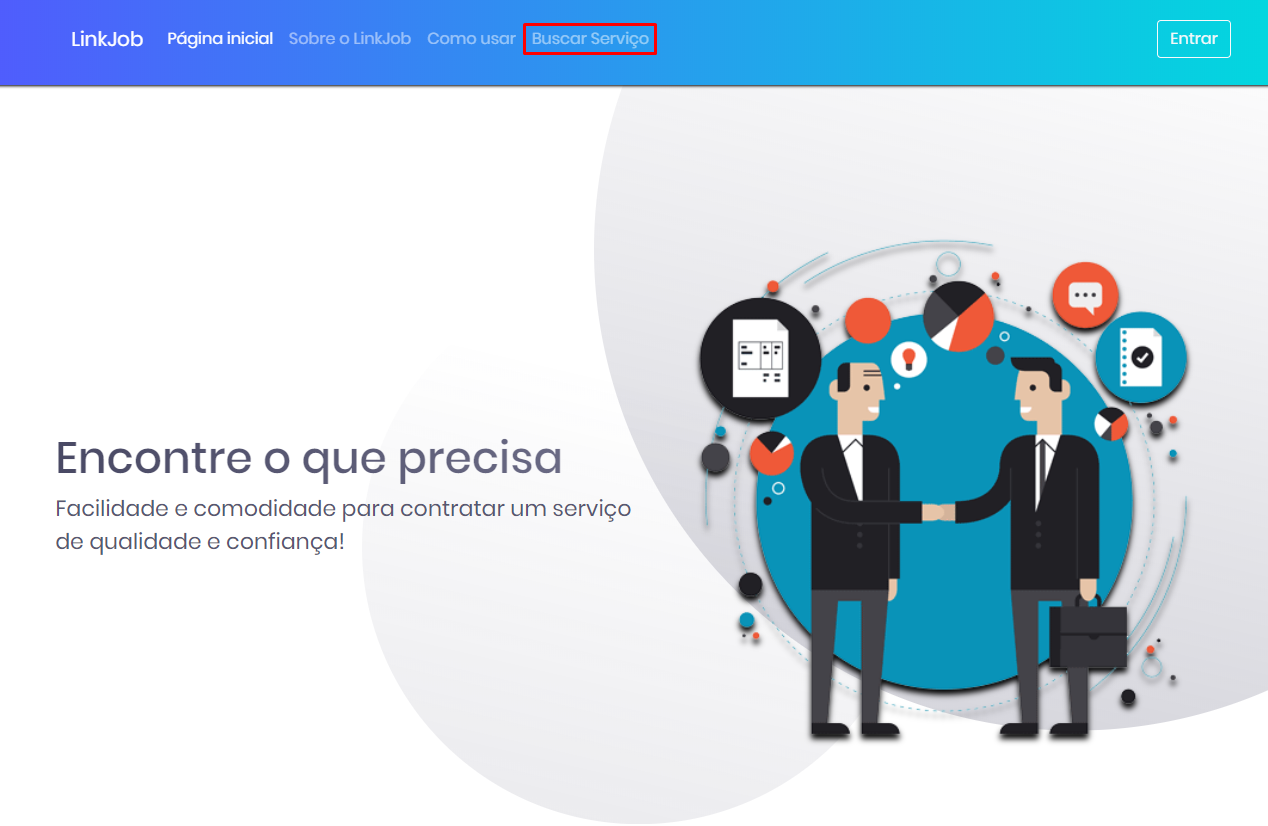 LinkJob Página inicial Sobre o LinkJob Como usar Buscar Serviço Entrar
Encontre o que precisa
Facilidade e comodidade para contratar um serviço
de qualidade e confiança!